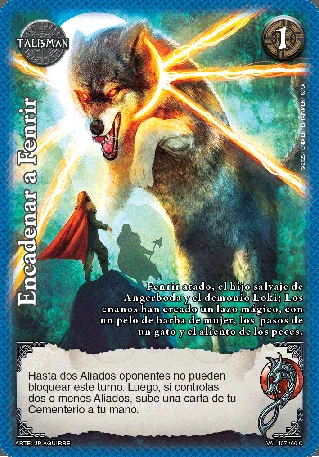 TALISMAN
1
Encadenar a Fenrir
Fenrir atado, el hijo salvaje de
Angerboda y el demonio Loki; Los
enanos han creado un lazo mágico, con
un pelo de barba de mujer, los pasos de
un gato y el aliento de los peces.
Hasta dos Aliados oponentes no pueden
bloquear este turno. Luego, si controlas
dos o menos Aliados, sube una carta de tu
Cementerio a tu mano.